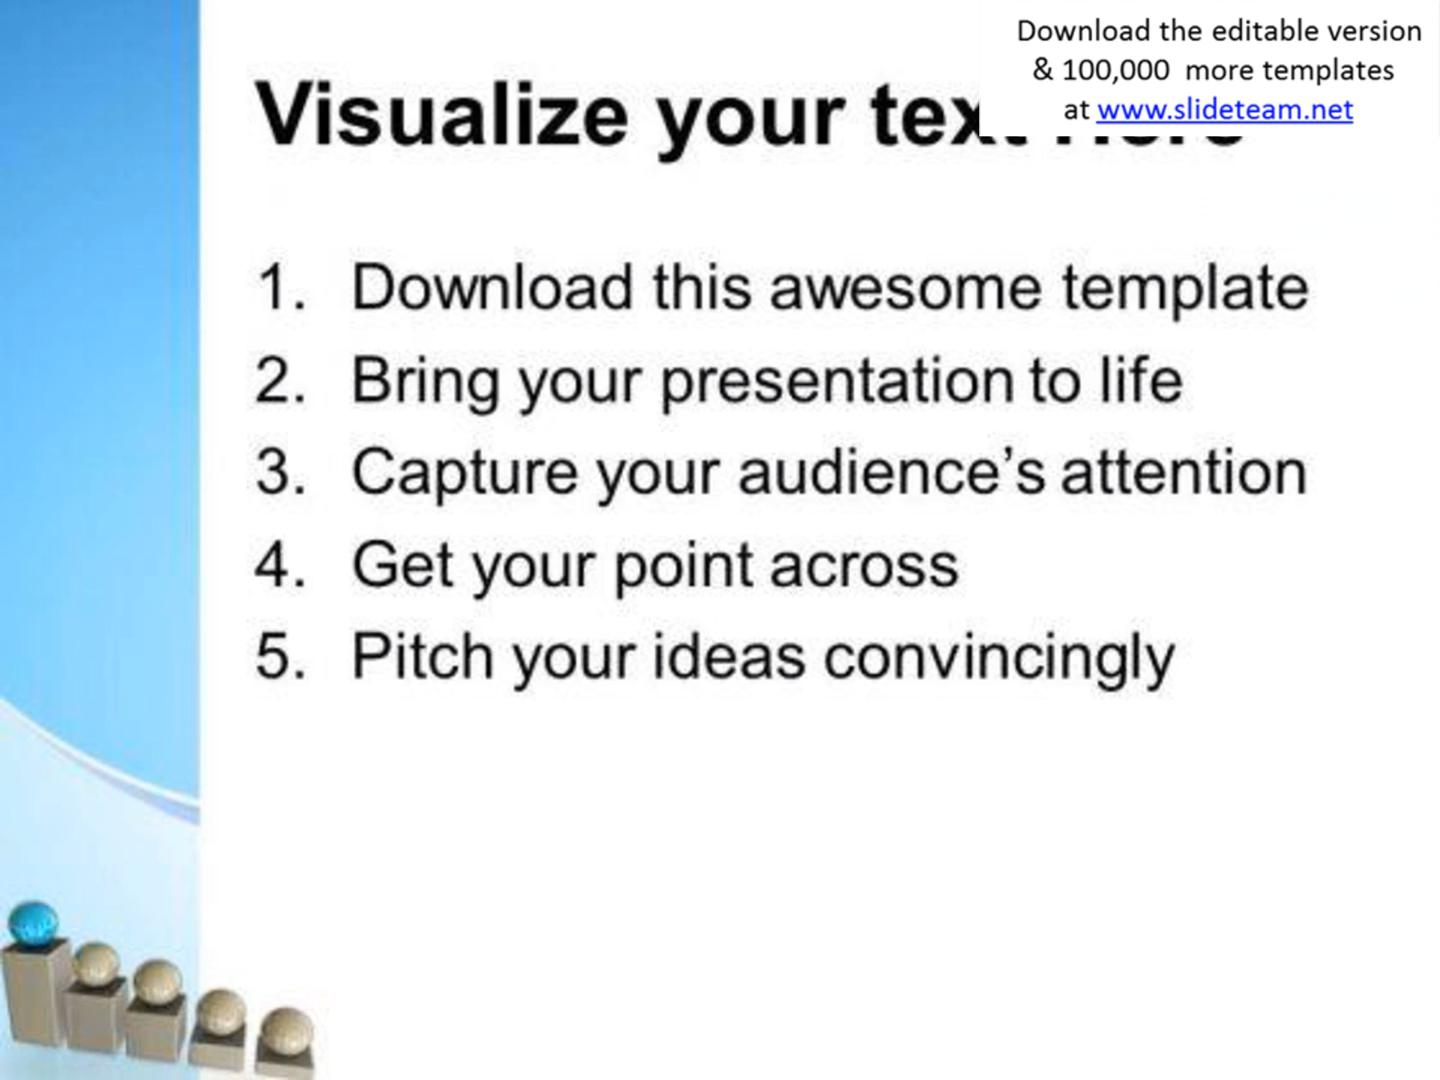 Download the editable version
& 100,000 more templates
at www.slideteam.net
Visualize your text
1. Download this awesome template
2. Bring your presentation to life
3. Capture your audience’s attention
4. Get your point across
5. Pitch your ideas convincingly